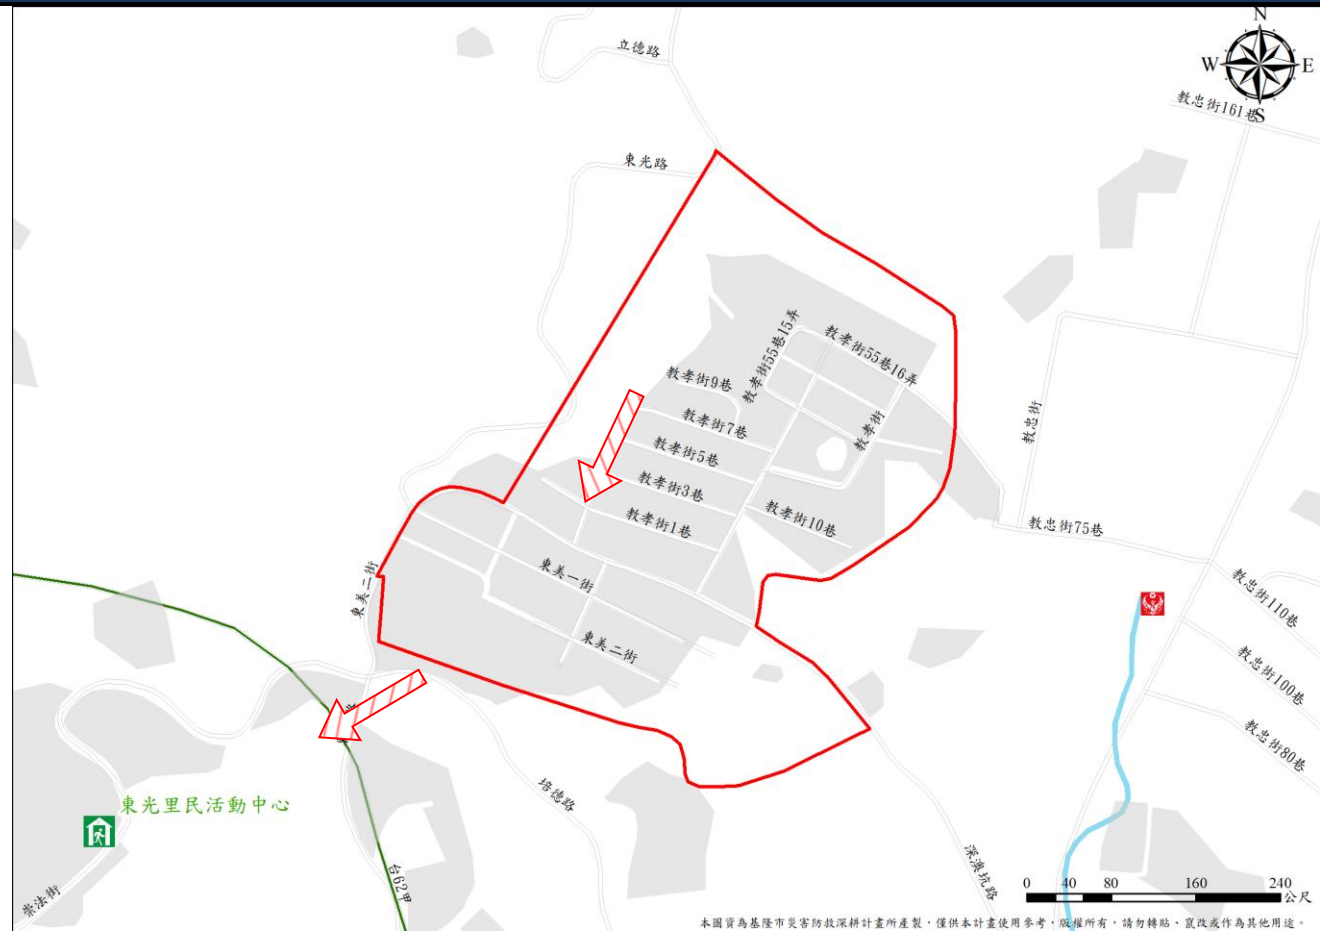 N
W
E
S
立德路
教忠街161巷
東光路
教孝街55巷15弄
教孝街55巷16弄
教孝街9巷
教孝街7巷
教孝街
教孝街5巷
教忠街
教孝街3巷
教孝街1巷
教孝街10巷
教忠街75巷
東美一街
東美二街
教忠街110巷
東美二街
教忠街100巷
教忠街80巷
培德路
東光里民活動中心
深澳坑路
台62甲
崇法街
0 40 80 160 240
公尺
本圖資為基隆市災害防救深耕計畫所產製，僅供本計畫使用參考，版權所有，請勿轉貼、竄改或作為其他用途。